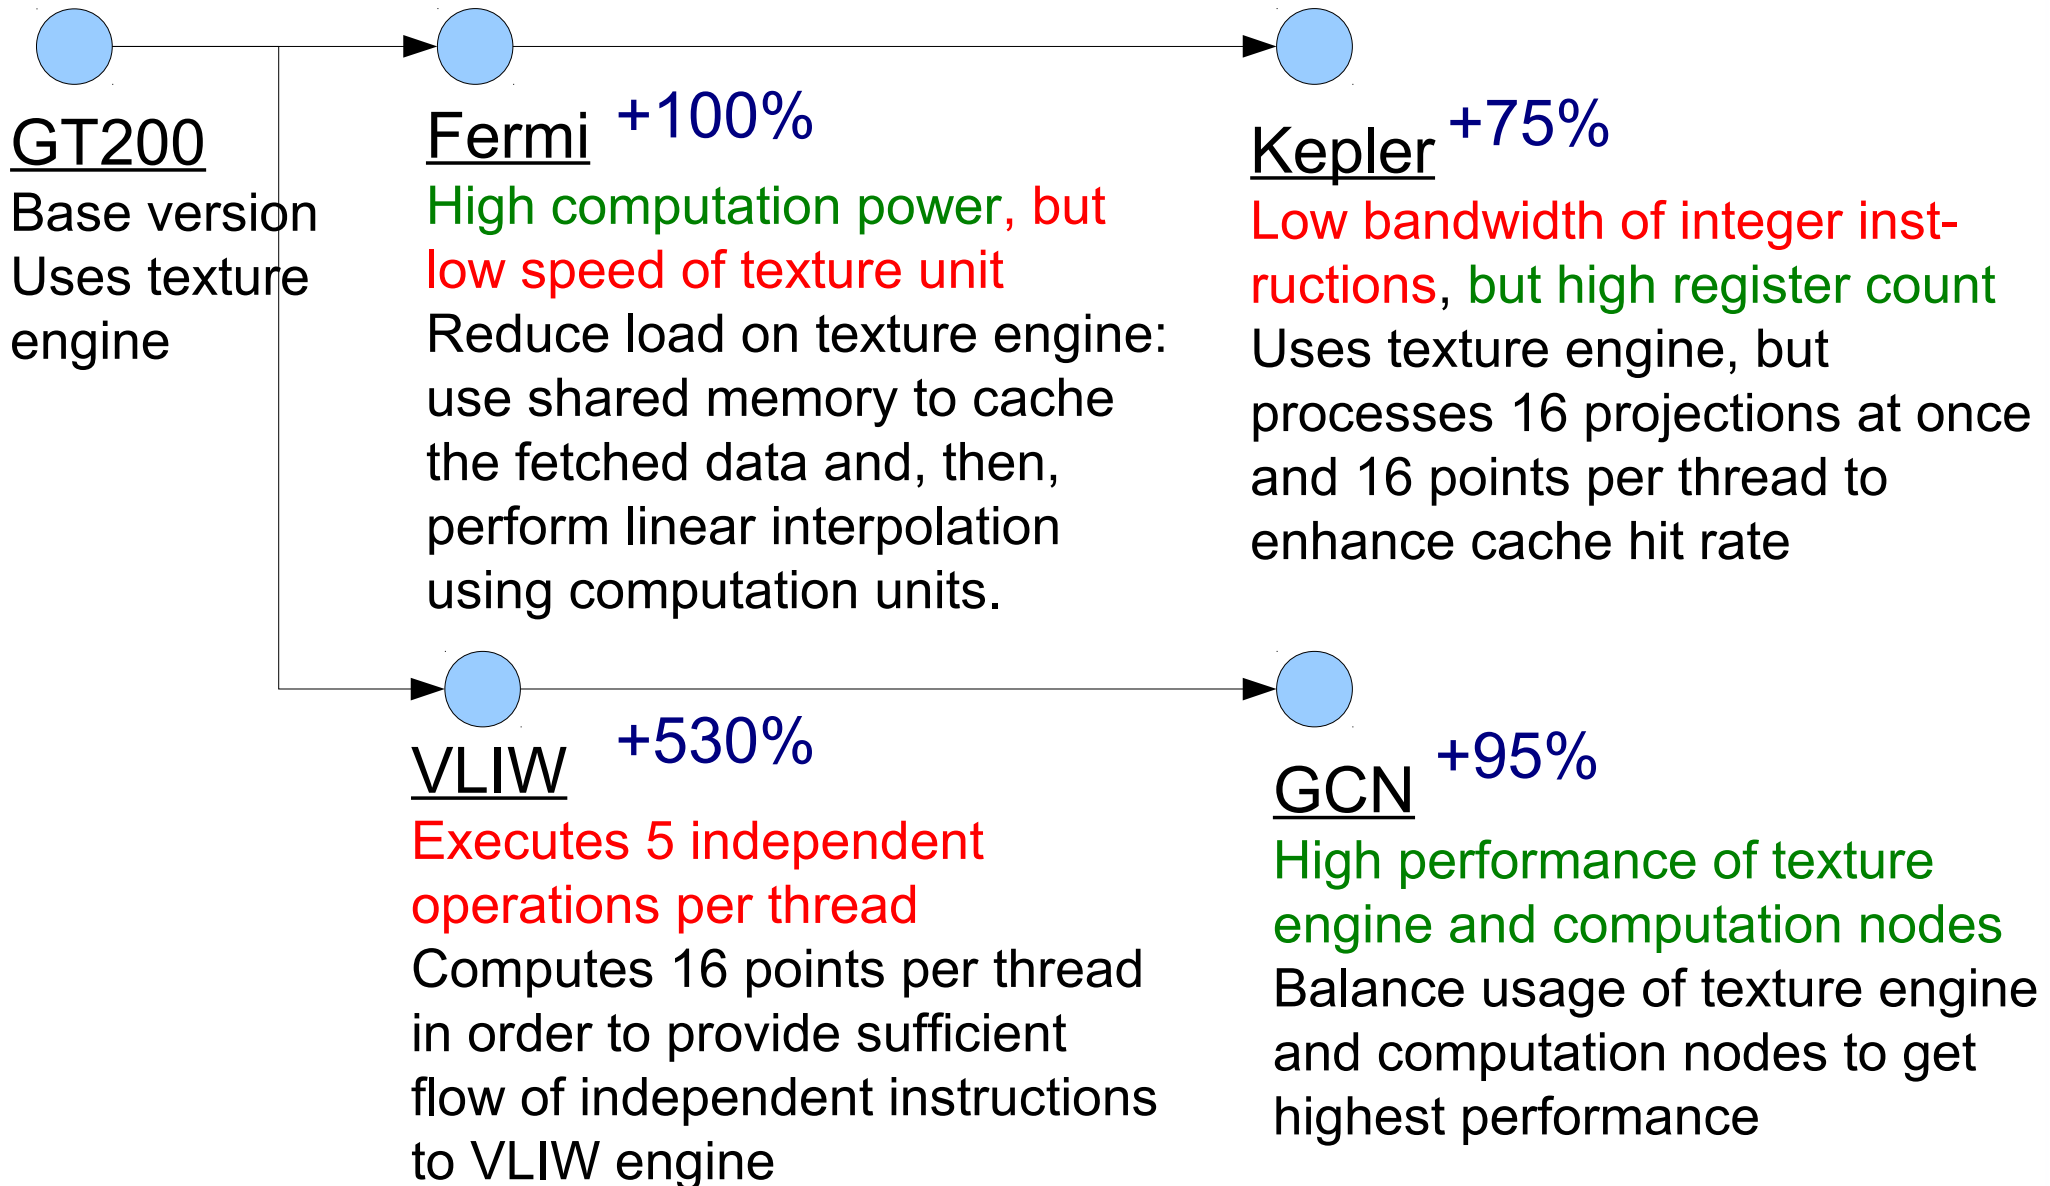 GT200
Base version
Uses texture
engine
Fermi +100%
High computation power, but
low speed of texture unit
Reduce load on texture engine:
use shared memory to cache
the fetched data and, then,
perform linear interpolation
using computation units.
Kepler +75%
Low bandwidth of integer inst-
ructions, but high register count
Uses texture engine, but
processes 16 projections at once
and 16 points per thread to
enhance cache hit rate
VLIW +530%
Executes 5 independent
operations per thread
Computes 16 points per thread
in order to provide sufficient
flow of independent instructions
to VLIW engine
GCN +95%
High performance of texture
engine and computation nodes
Balance usage of texture engine
and computation nodes to get
highest performance